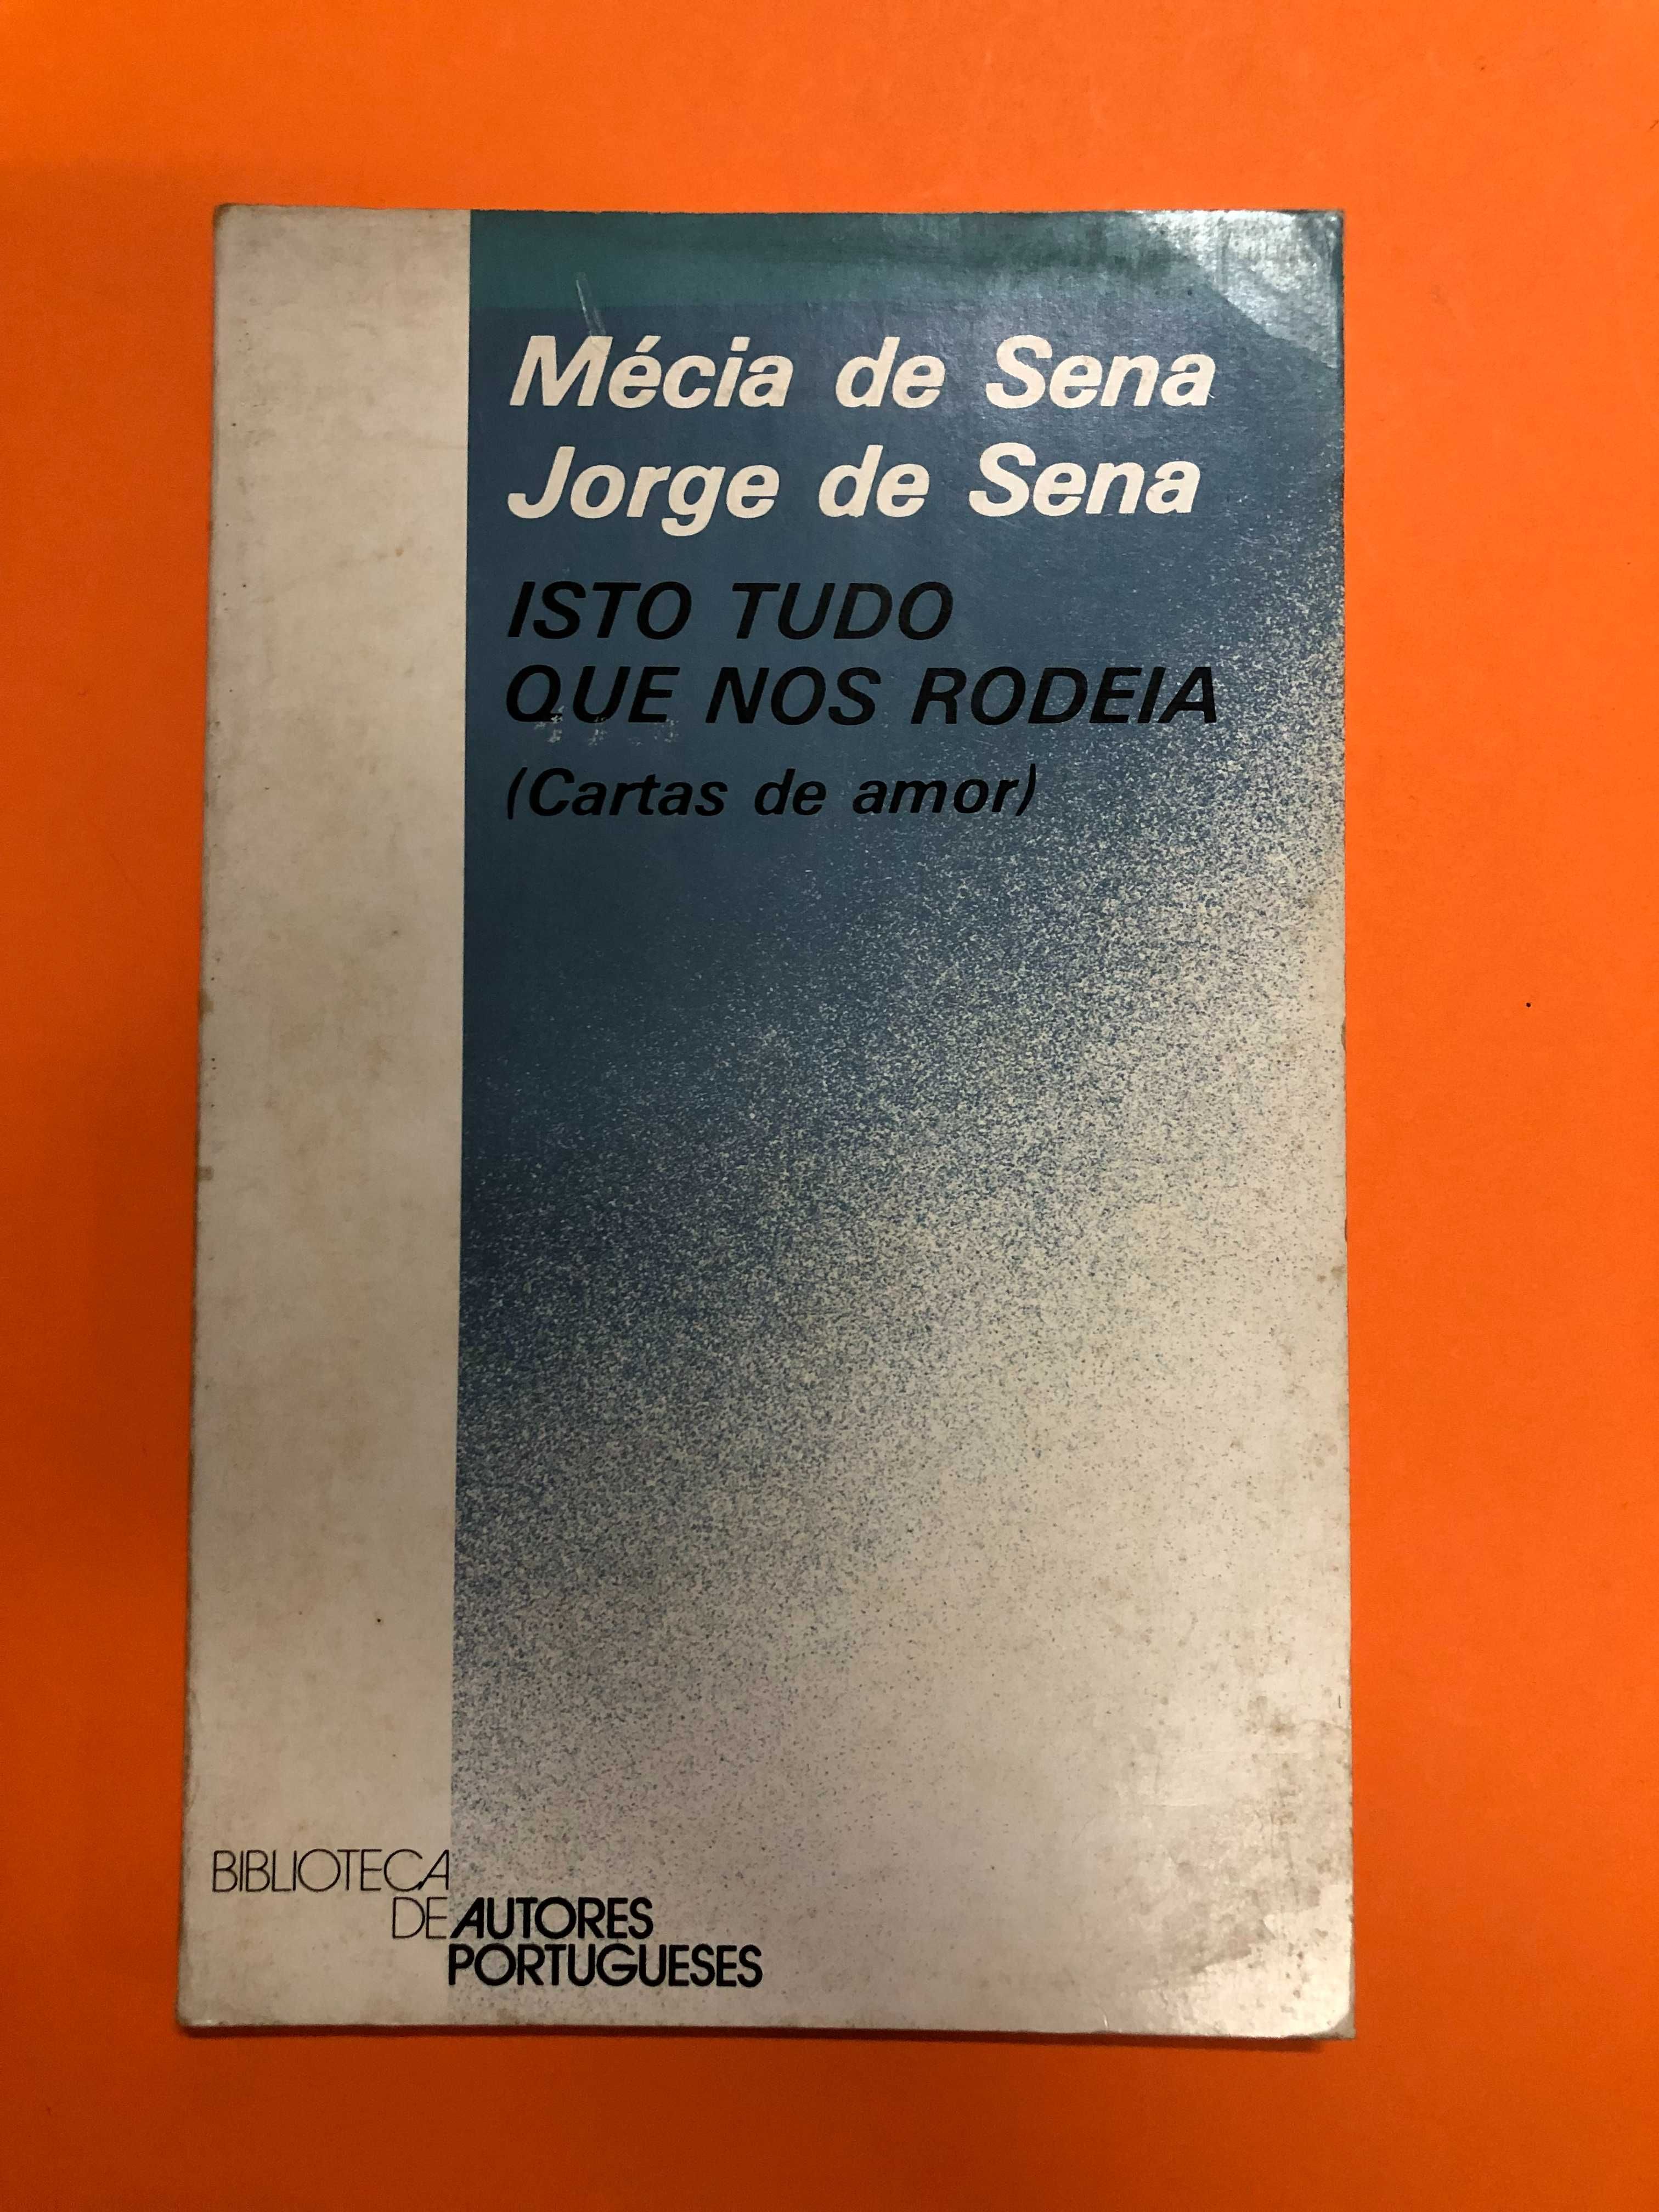 Mécia de Sena
Jorge de Sena
ISTO TUDO
QUE NOS RODEIA
(Cartas de amor)
BIBLIOTECA
DE AUTORES
PORTUGUESES